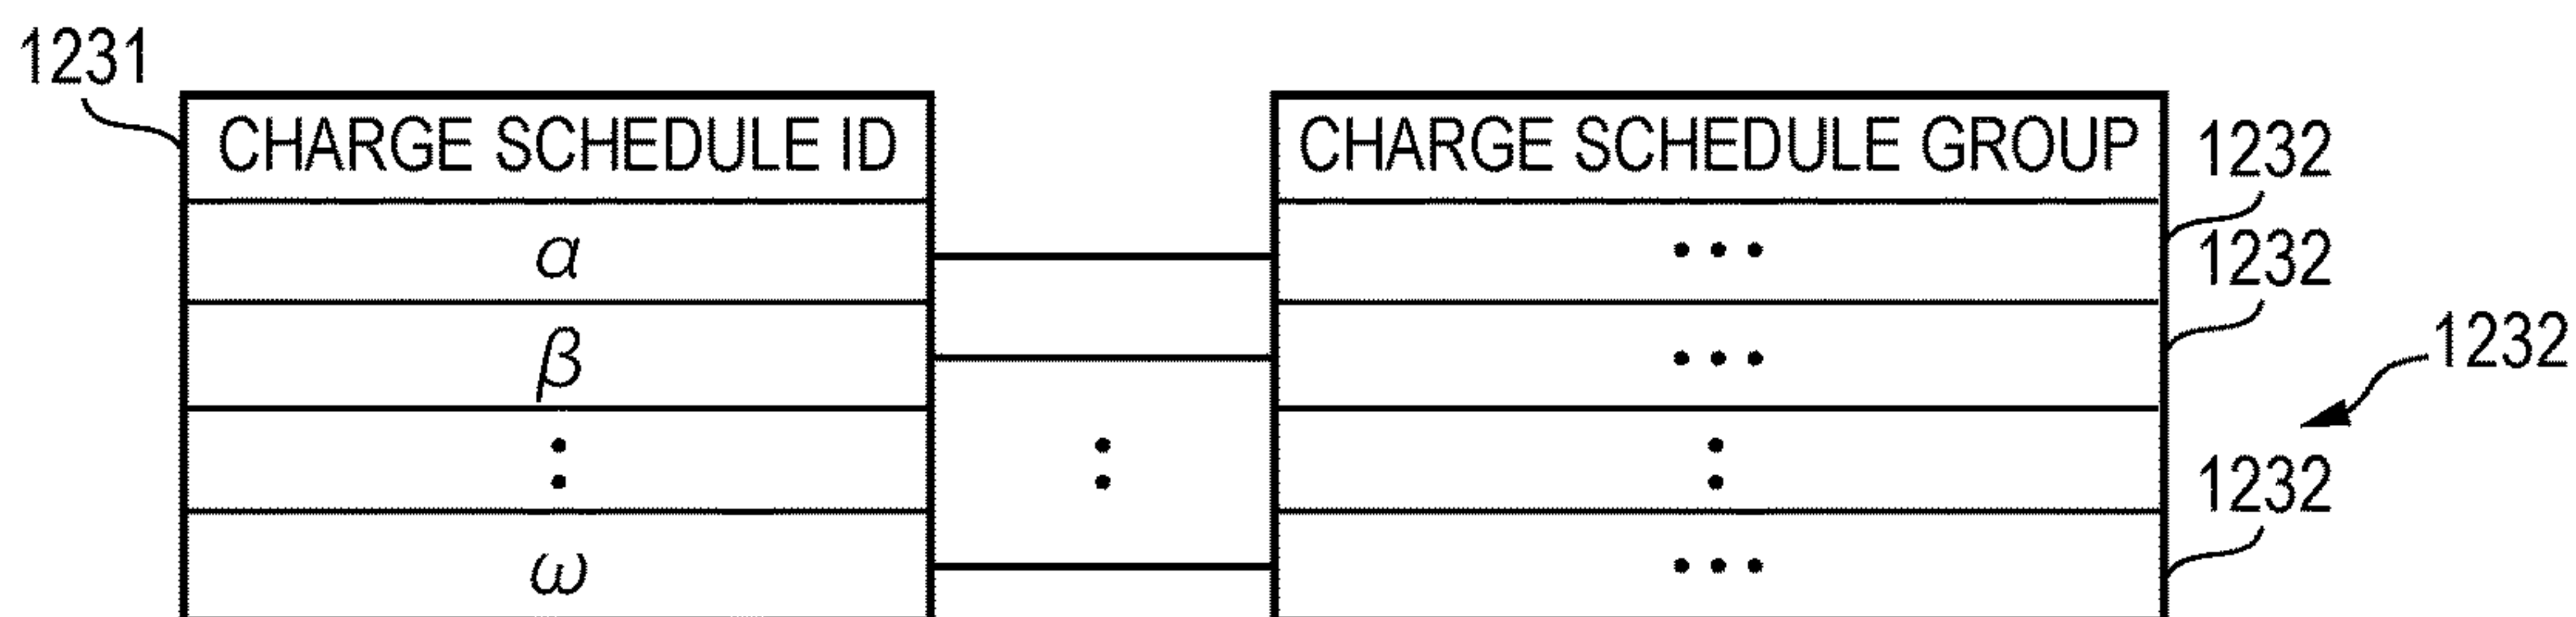 1231
CHARGE SCHEDULE ID
CHARGE SCHEDULE GROUP
1232
α
...
1232
β
...
1232
:
:
:
1232
ω
...